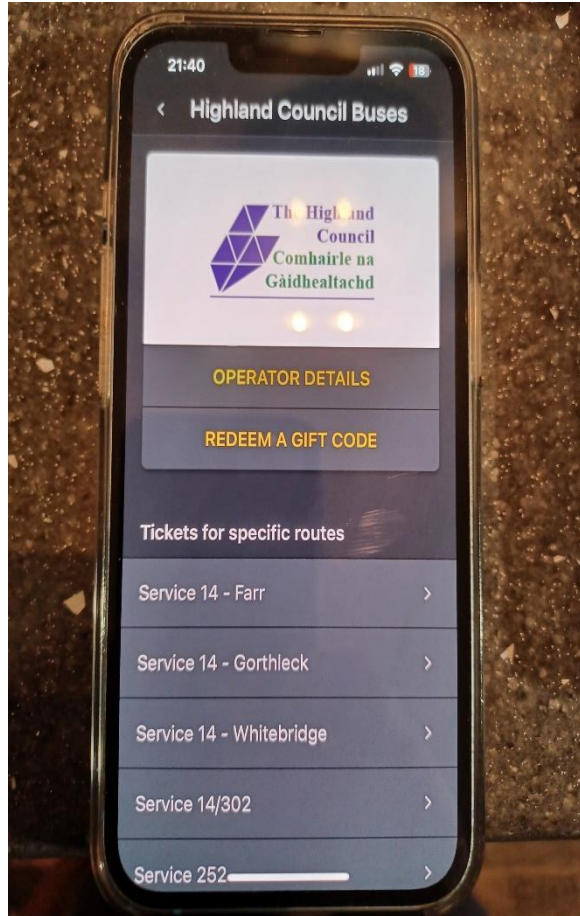 21:40
18
Highland Council Buses
The Highland
Council
Comhairle na
Gàidhealtachd
OPERATOR DETAILS
REDEEM A GIFT CODE
Tickets for specific routes
Service 14 - Farr
Service 14 - Gorthleck
Service 14 - Whitebridge
Service 14/302
Service 252